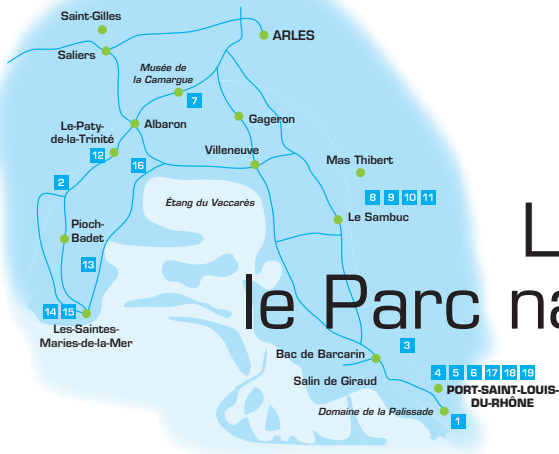 Saint-Gilles
ARLES
Saliers
Musée de
la Camargue
7
Albaron
Gageron
Le-Paty-
de-la-Trinité
12
16
Villeneuve
Mas Thibert
2
8 9 10 11
Étang du Vaccarès
Le Sambuc
Pioch-
Badet
13
L
le Parc na
14 15
Les-Saintes-
Maries-de-la-Mer
3
Bac de Barcarin
Salin de Giraud
4 5 6 17 18 19
PORT-SAINT-LOUIS-
DU-RHÔNE
Domaine de la Palissade
1